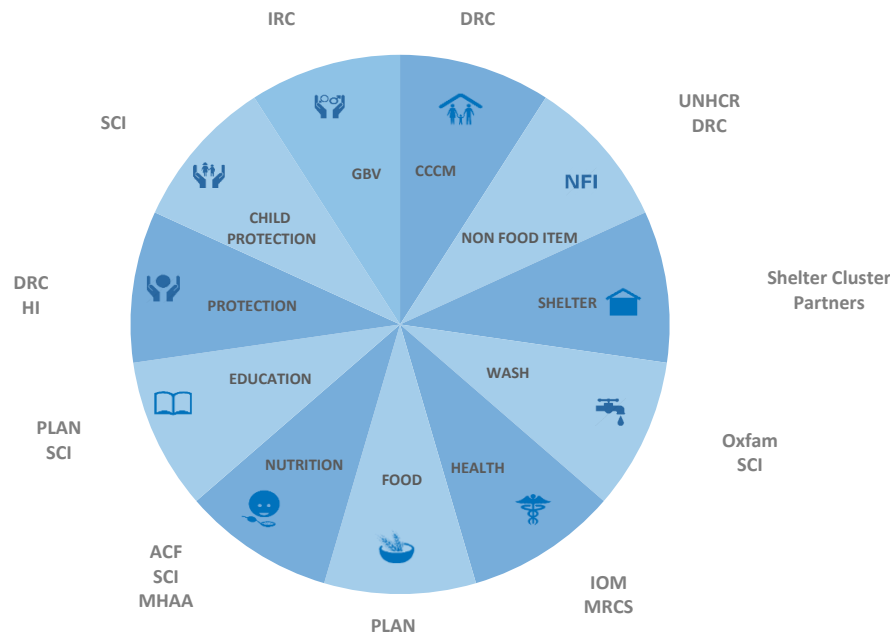 IRC
DRC
SCI
UNHCR
DRC
GBV
CCCM
NFI
CHILD
PROTECTION
NON FOOD ITEM
DRC
HI
PROTECTION
SHELTER
Shelter Cluster
Partners
EDUCATION
WASH
PLAN
SCI
NUTRITION
FOOD
HEALTH
Oxfam
SCI
ACF
SCI
MHAA
PLAN
IOM
MRCS